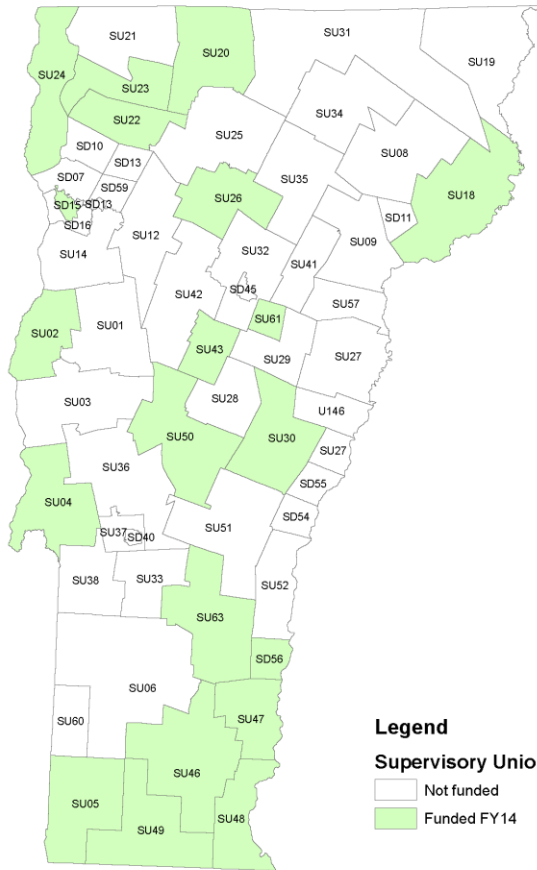 SU21
SU20
SU31
SU19
SU24
SU23
SU22
SU34
SU25
SU08
SD10
SD13
SU35
SU18
SD07
SD59
SU26
SD11
SD15
SD13
SD16
SU12
SU32
SU09
SU14
SU41
SD45
SU42
SU57
SU61
SU02
SU01
SU43
SU29
SU27
SU28
U146
SU03
SU50
SU30
SU36
SU27
SD55
SU04
SD54
SU37
SD40
SU51
SU38
SU33
SU52
SU63
SD56
SU06
SU60
SU47
SU46
SU05
SU48
SU49
Legend
Supervisory Unio
Not funded
Funded FY14